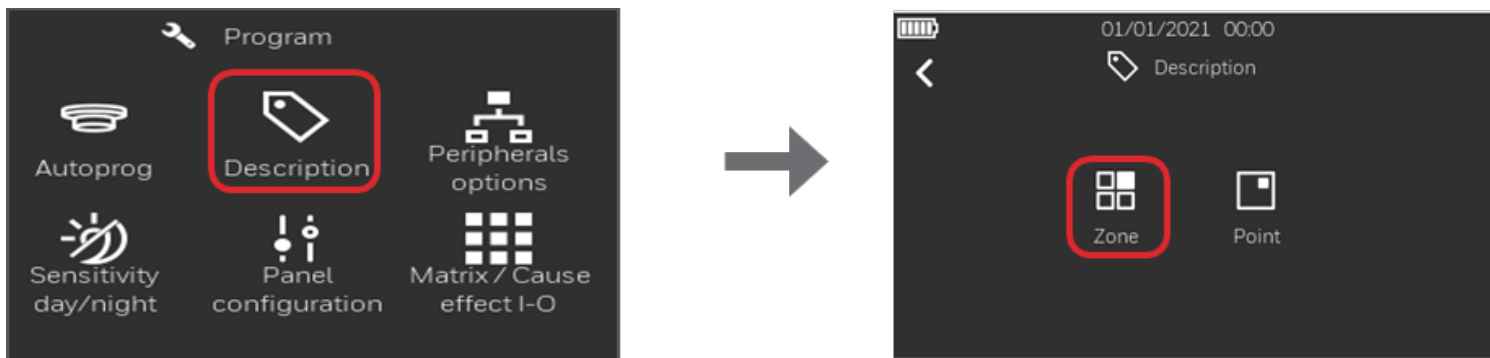 Program
Autoprog
Description
Peripherals
options
Sensitivity
day/night
Panel
configuration
Matrix / Cause
effect I-O
01/01/2021 00:00
Description
Zone
Point